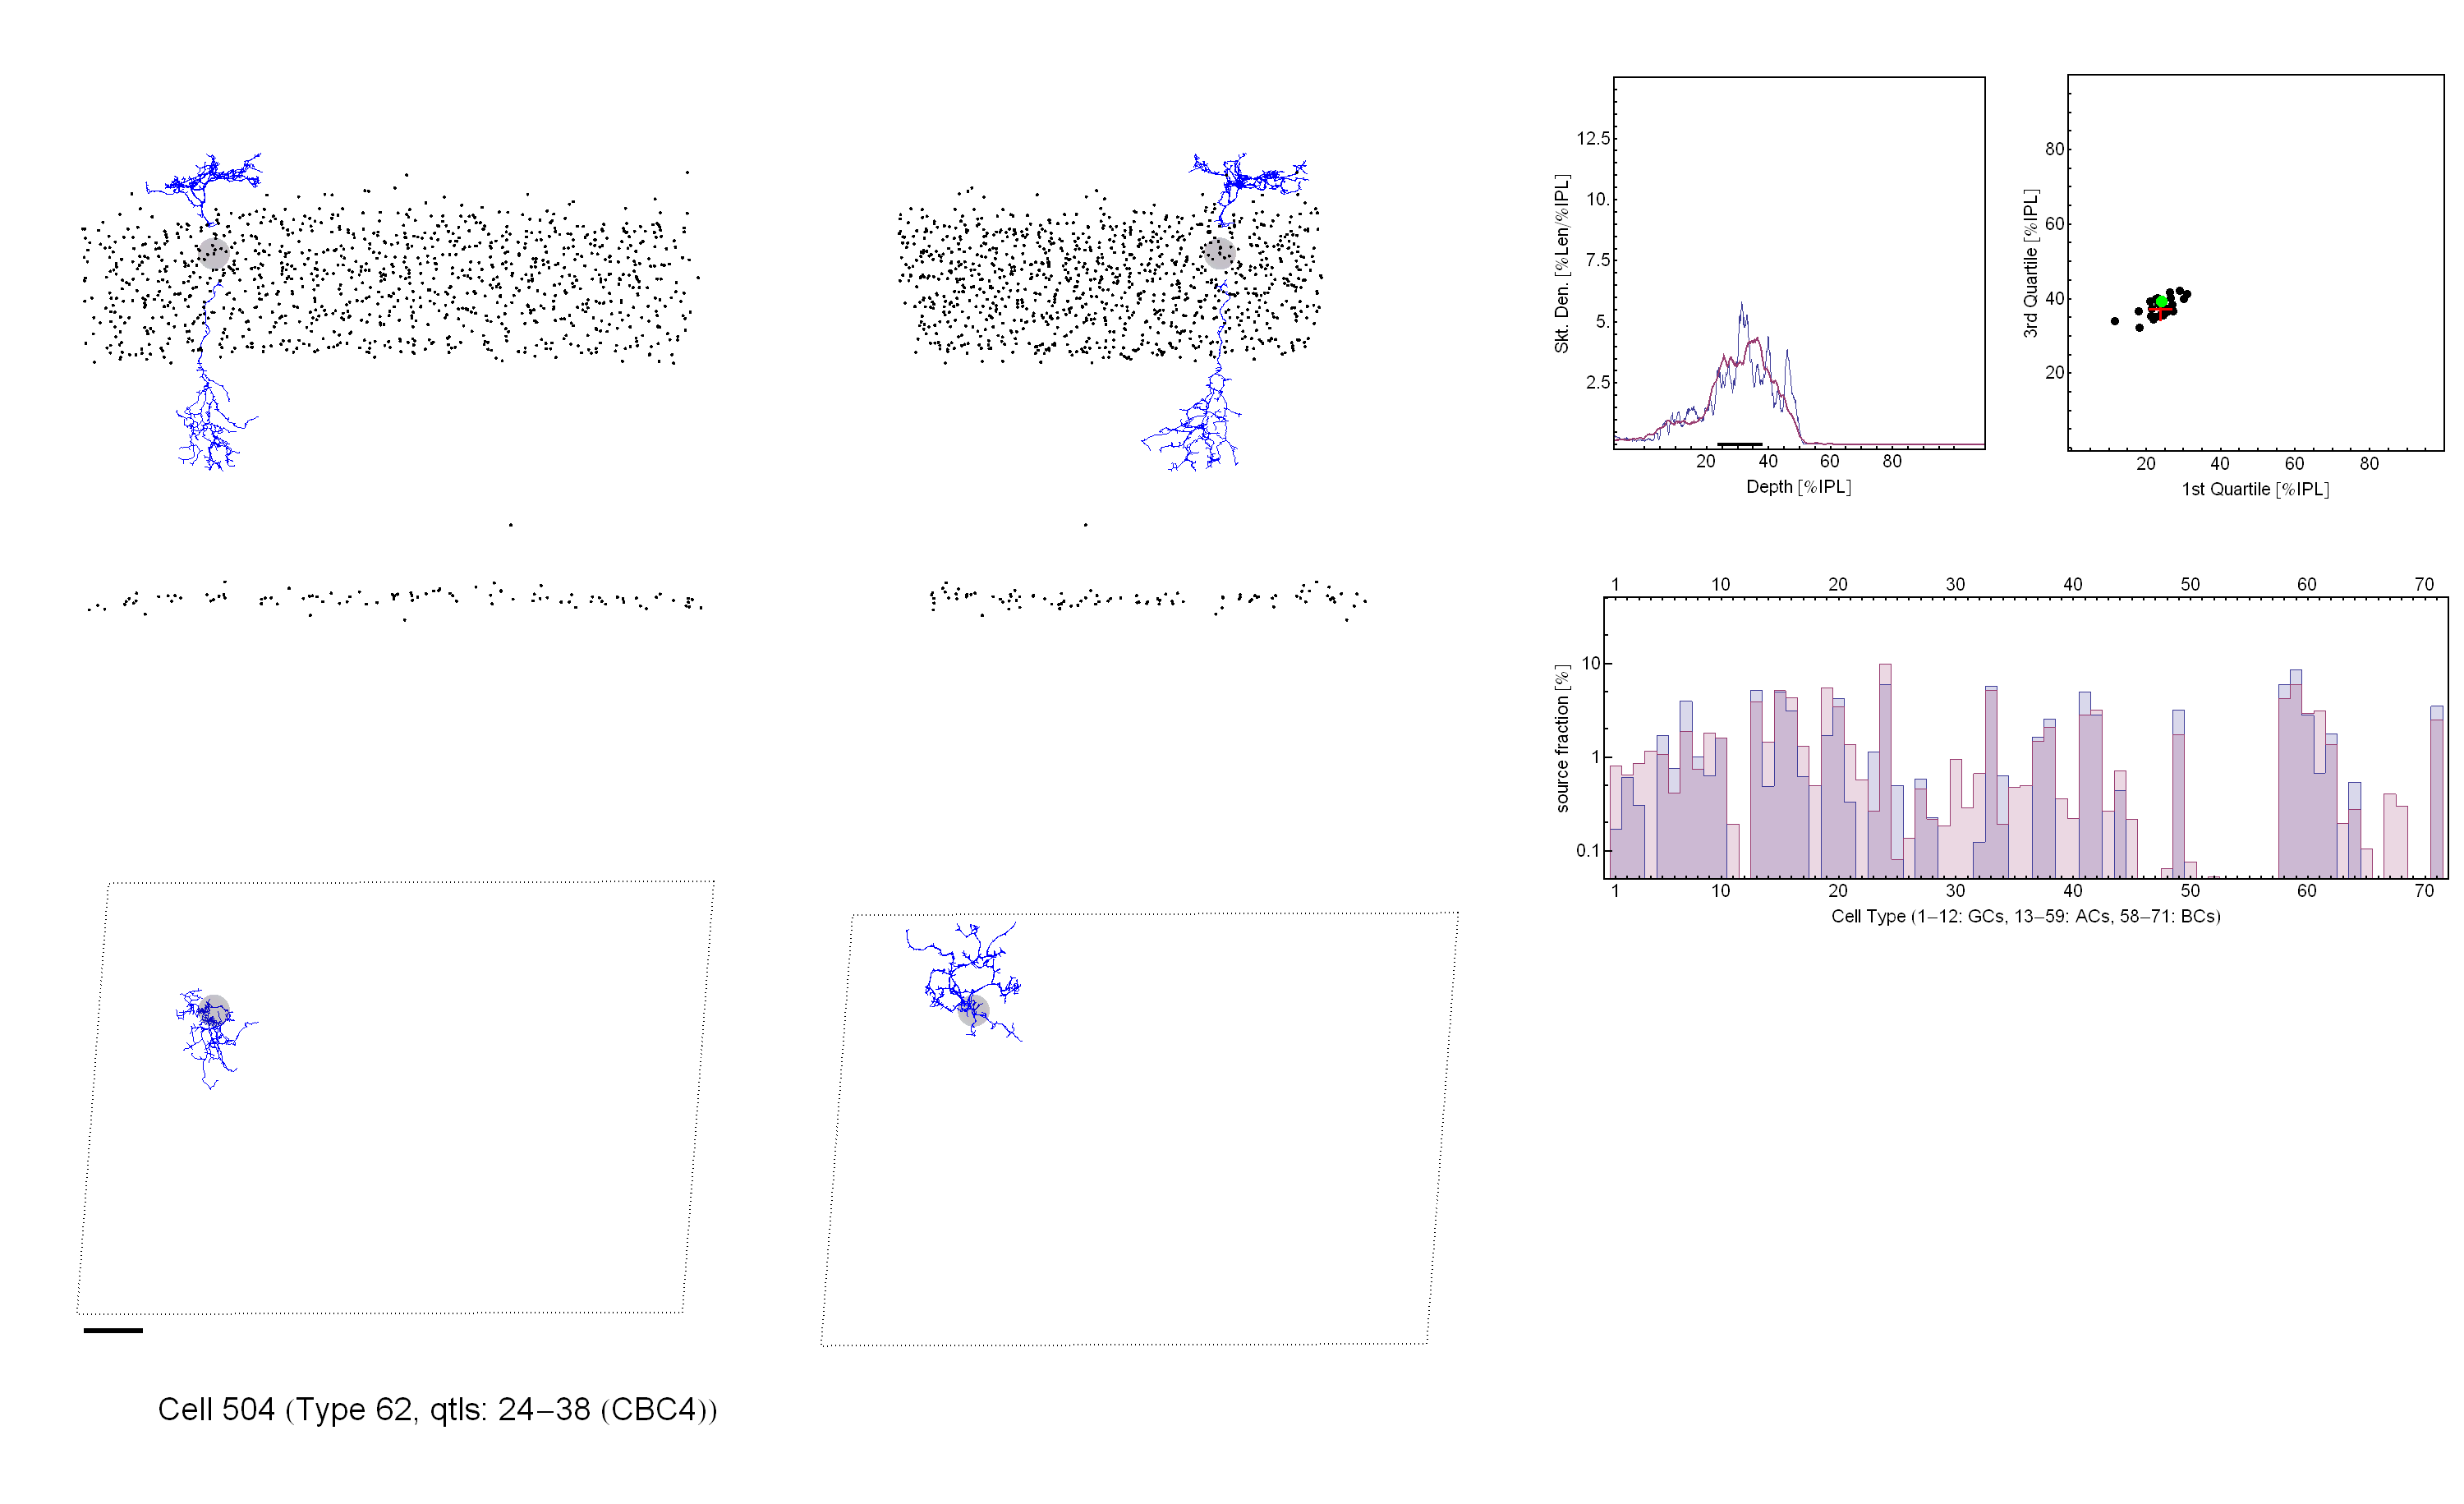 12.5
10.
7.5
5.
2.5
Skt. Den. [%Len/%IPL]
20 40 60 80
Depth [%IPL]
80
60
40
20
3rd Quartile [%IPL]
20 40 60 80
1st Quartile [%IPL]
1 10 20 30 40 50 60 70
10
1
0.1
source fraction [%]
1 10 20 30 40 50 60 70
Cell Type (1–12: GCs, 13–59: ACs, 58–71: BCs)
Cell 504 (Type 62, qtls: 24–38 (CBC4))